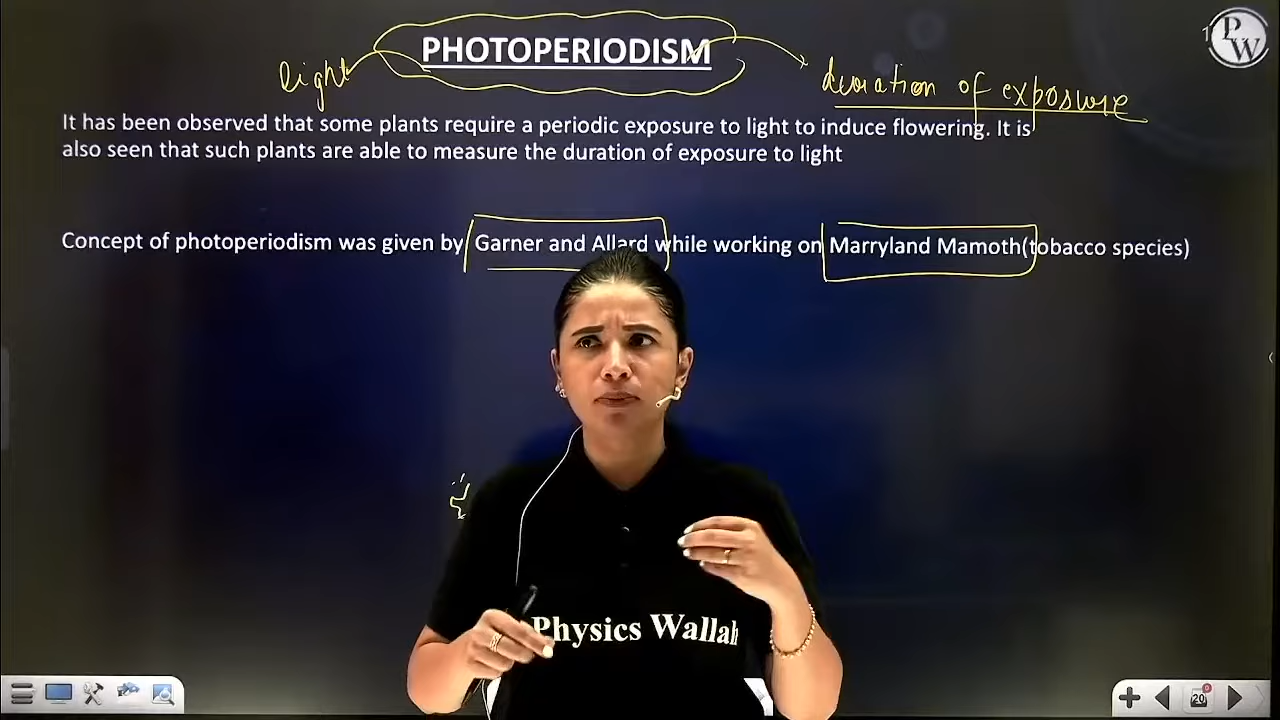 PHOTOPERIODISM
light
duration of exposure
It has been observed that some plants require a periodic exposure to light to induce flowering. It is
also seen that such plants are able to measure the duration of exposure to light
Concept of photoperiodism was given by Garner and Allard while working on Marryland Mamoth(tobacco species)
Physics Wallah
PW
20